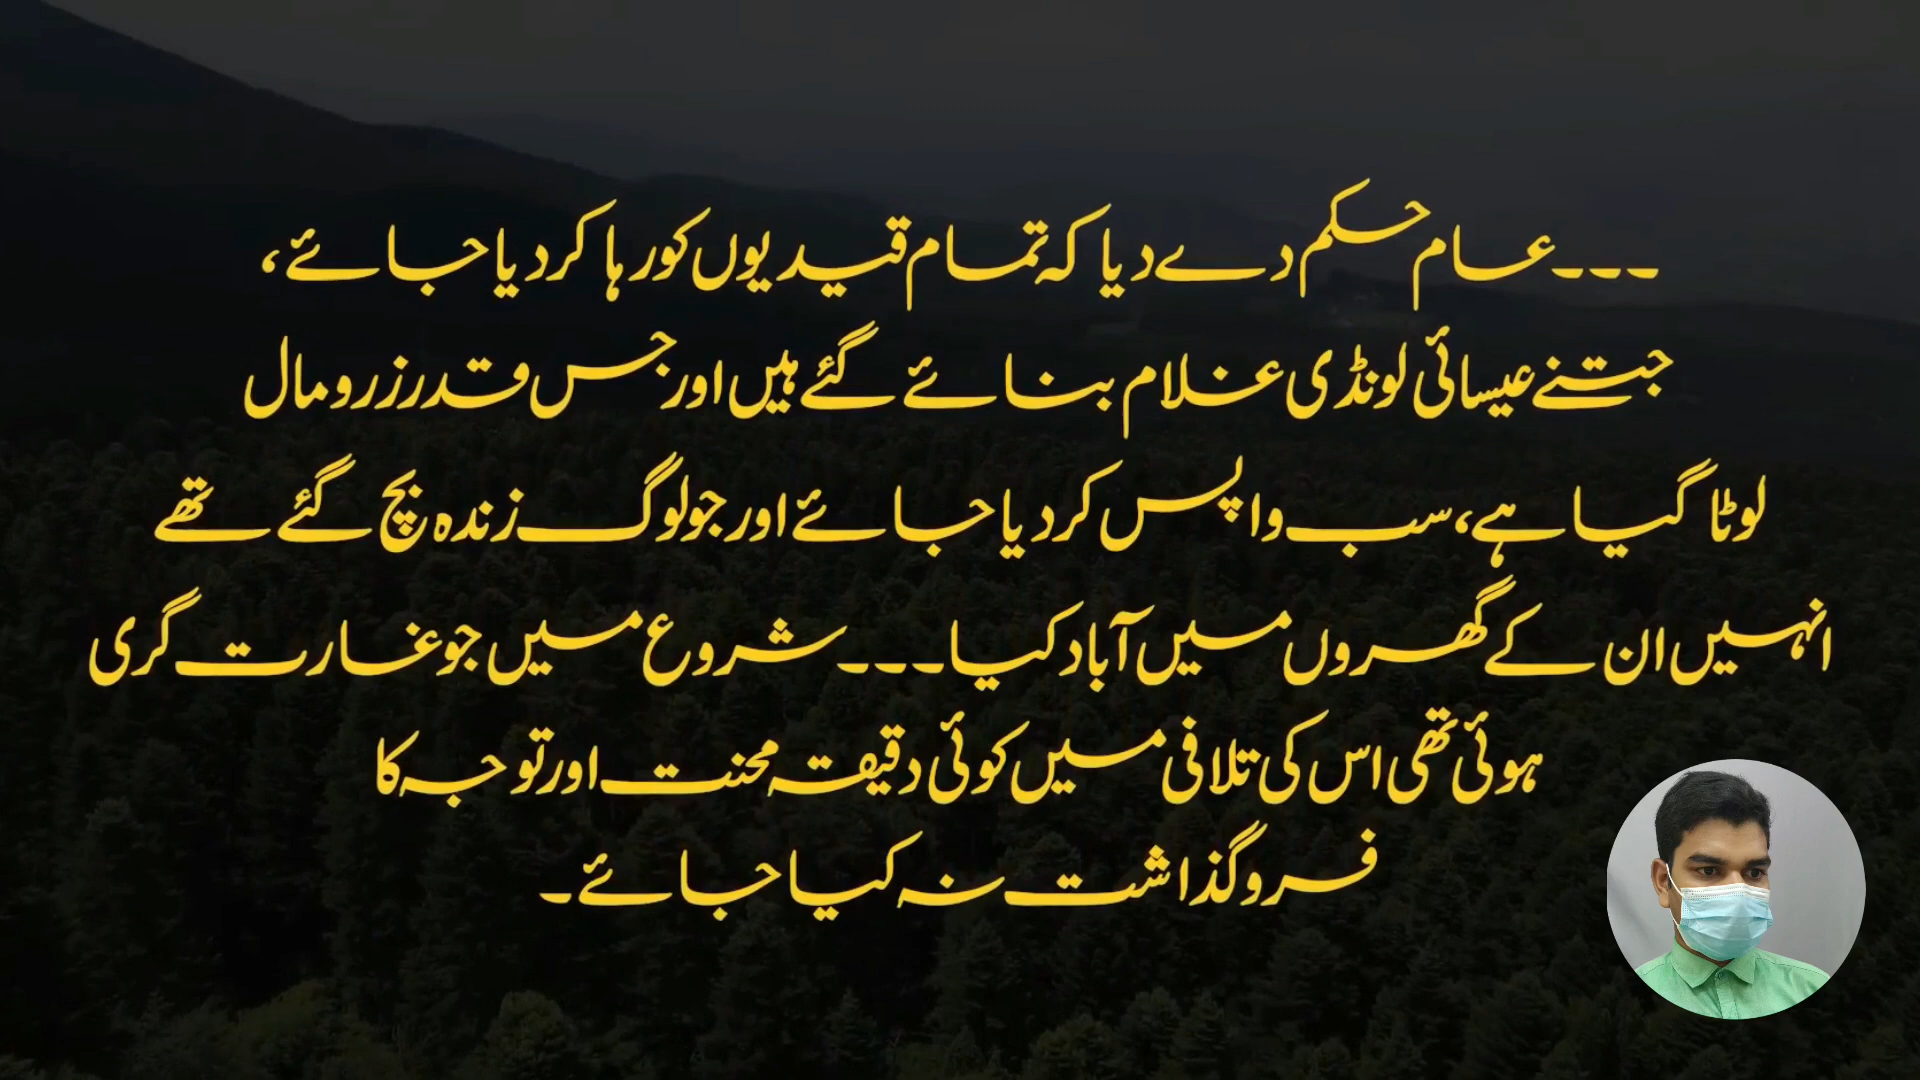 ۔۔۔عام حکم دے دیا کہ تمام قیدیوں کو رہا کر دیا جائے،
جتنے عیسائی لونڈی غلام بنائے گئے ہیں اور جس قدر زر و مال
لوٹا گیا ہے، سب واپس کر دیا جائے اور جو لوگ زندہ بچ گئے تھے
انہیں ان کے گھروں میں آباد کیا۔۔۔ شروع میں جو غارت گری
ہوئی تھی اس کی تلافی میں کوئی دقیقہ محنت اور توجہ کا
فروگذاشت نہ کیا جائے۔